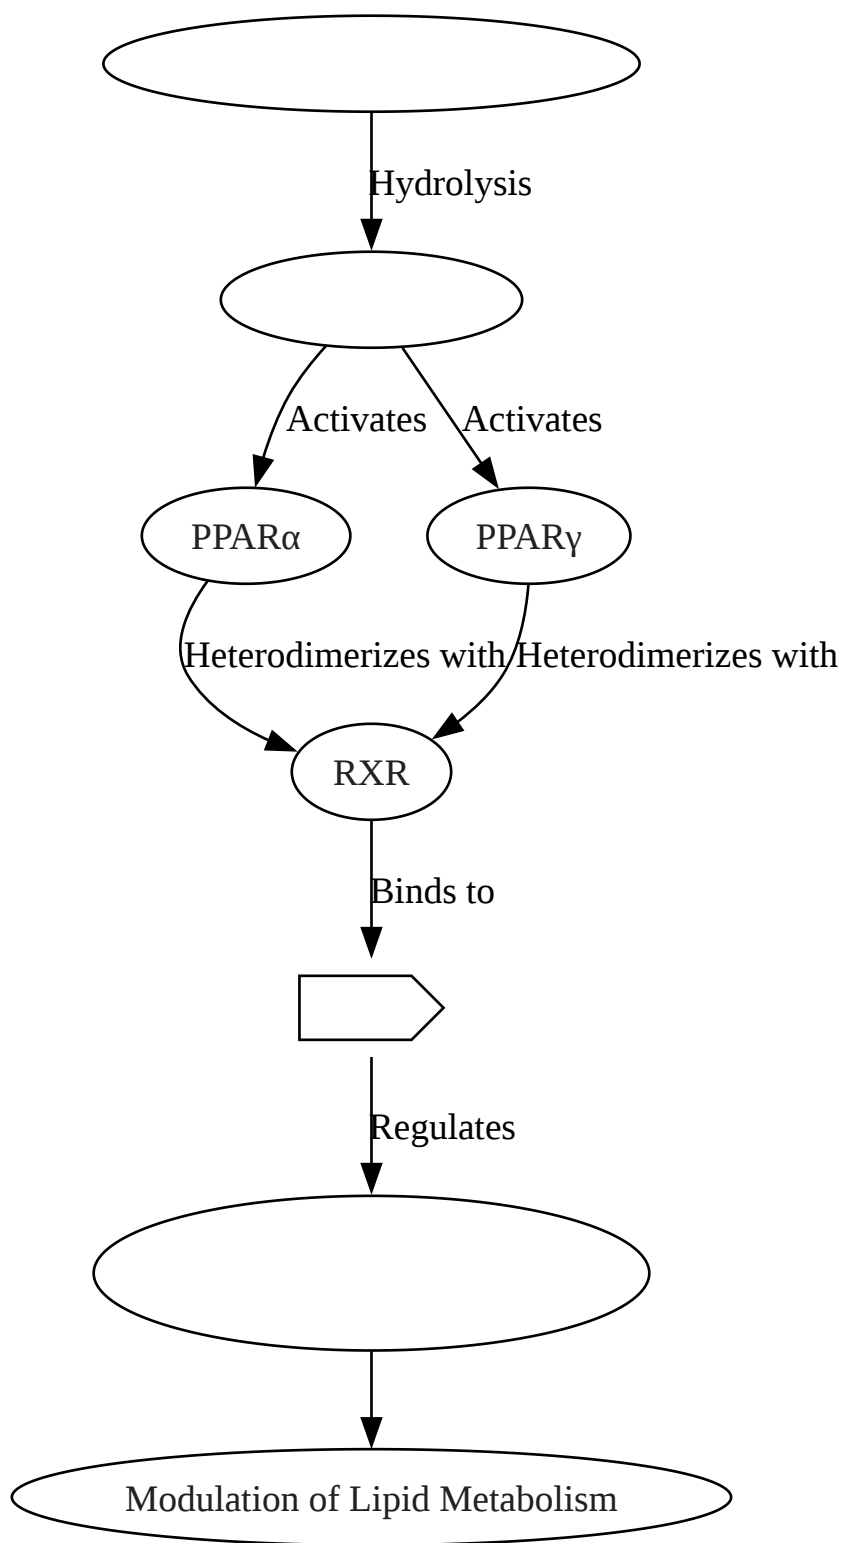 Hydrolysis
Activates
Activates
PPARα
PPARγ
Heterodimerizes with
Heterodimerizes with
RXR
Binds to
Regulates
Modulation of Lipid Metabolism